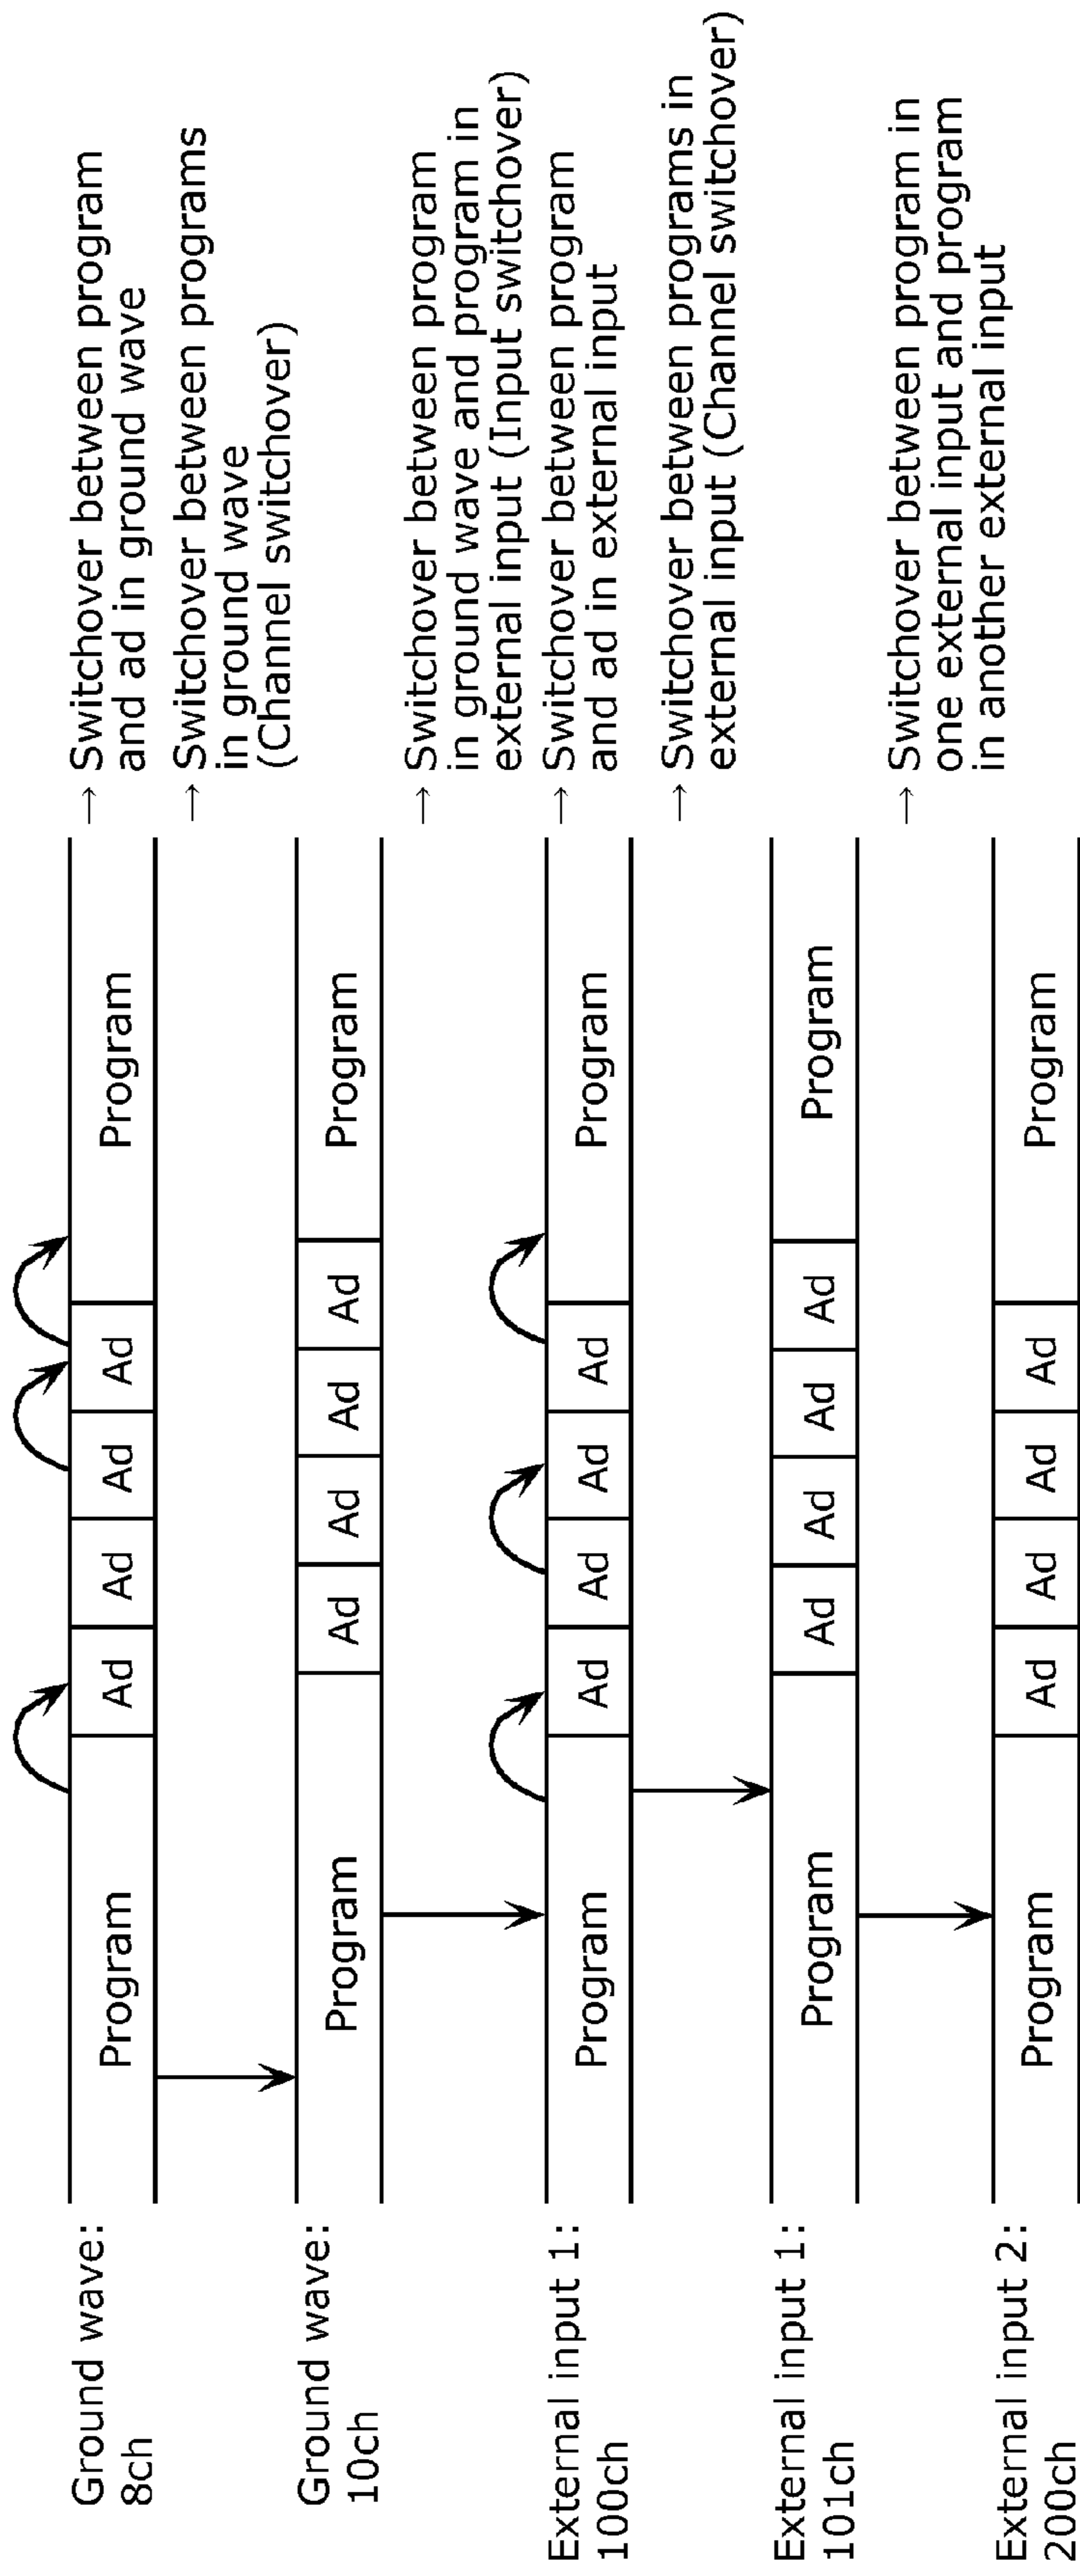 Ground wave:
8ch
Program
Ad
Ad
Ad
Ad
Program
→ Switchover between program
and ad in ground wave
→ Switchover between programs
in ground wave
(Channel switchover)
Ground wave:
10ch
Program
Ad
Ad
Ad
Ad
Program
→ Switchover between program
in ground wave and program in
external input (Input switchover)
External input 1:
100ch
Program
Ad
Ad
Ad
Ad
Program
→ Switchover between program
and ad in external input
→ Switchover between programs in
external input (Channel switchover)
External input 1:
101ch
Program
Ad
Ad
Ad
Ad
Program
→ Switchover between program in
one external input and program
in another external input
External input 2:
200ch
Program
Ad
Ad
Ad
Ad
Program